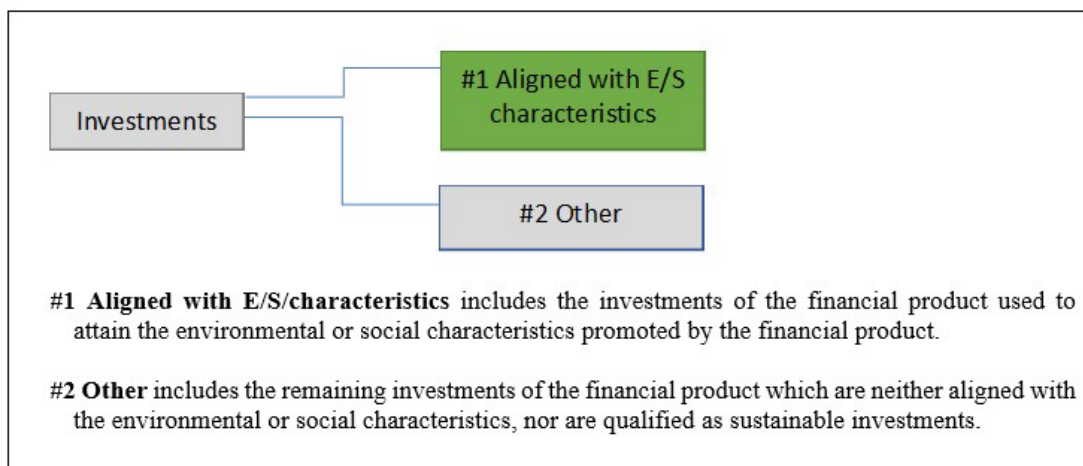 #1 Aligned with E/S
characteristics
Investments
#2 Other
#1 Aligned with E/S/characteristics includes the investments of the financial product used to
attain the environmental or social characteristics promoted by the financial product.
#2 Other includes the remaining investments of the financial product which are neither aligned with
the environmental or social characteristics, nor are qualified as sustainable investments.